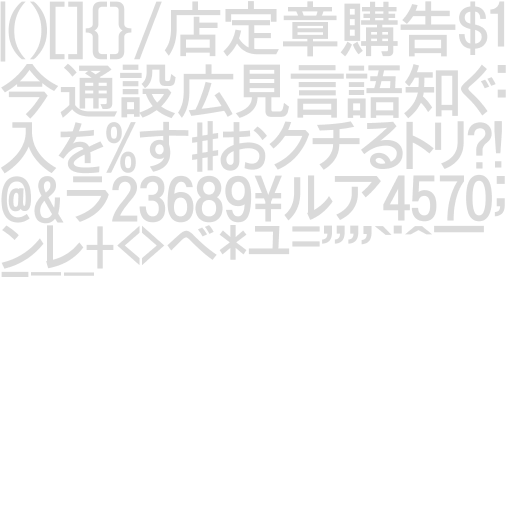 |()[]{}/店定章購告$1
今通設広見言語知ぐ:
入を%す#おクチるトリ?!
@&ラ23689¥ルア4570;
ンレ+<>べ*ユ="",,`'^ー
___